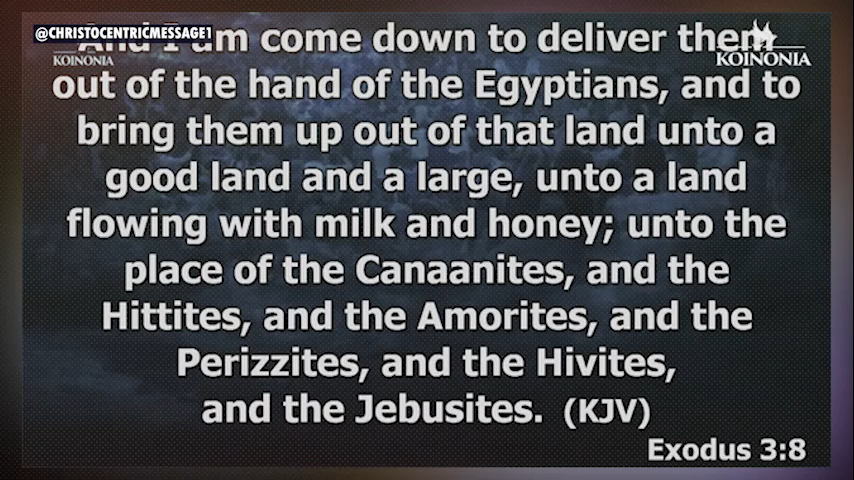 @CHRISTOCENTRICMESSAGE1
And I am come down to deliver them
KOINONIA
KOINONIA
out of the hand of the Egyptians, and to
bring them up out of that land unto a
good land and a large, unto a land
flowing with milk and honey; unto the
place of the Canaanites, and the
Hittites, and the Amorites, and the
Perizzites, and the Hivites,
and the Jebusites. (KJV)
Exodus 3:8